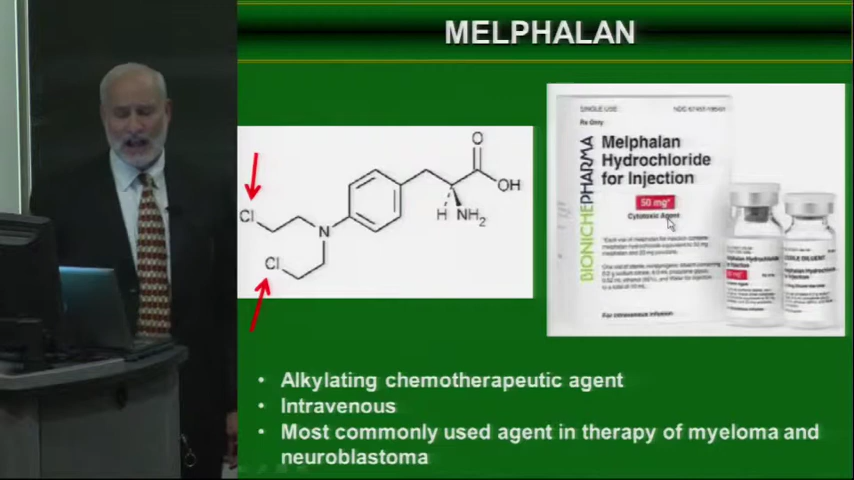 MELPHALAN
Cl
Cl
N
O
OH
H
NH2
SINGLE USE
Rx Only
BIONICHEPHARMA
Melphalan
Hydrochloride
for Injection
50 mg*
Cytotoxic Agent
For intravenous infusion
• Alkylating chemotherapeutic agent
• Intravenous
• Most commonly used agent in therapy of myeloma and
neuroblastoma